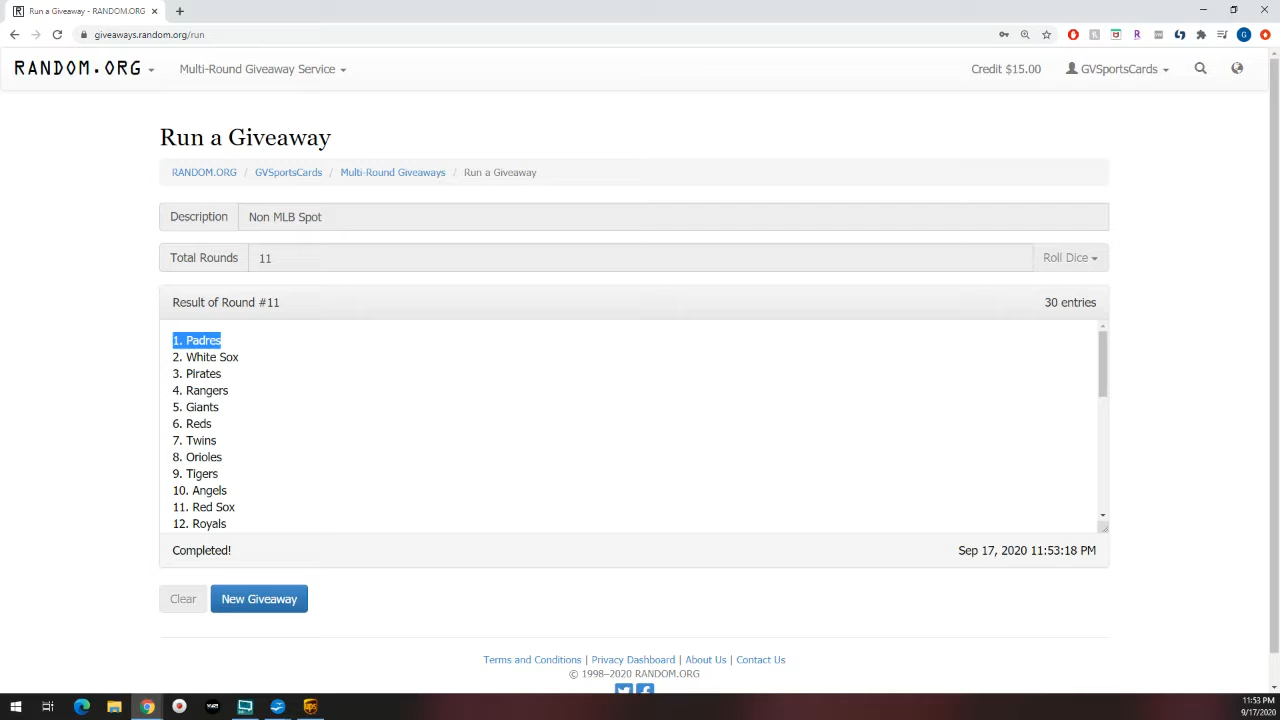 Run a Giveaway - RANDOM.ORG
giveaways.random.org/run
RANDOM.ORG
Multi-Round Giveaway Service
Credit $15.00
GVSportsCards
Run a Giveaway
RANDOM.ORG / GVSportsCards / Multi-Round Giveaways / Run a Giveaway
Description Non MLB Spot
Total Rounds 11 Roll Dice
Result of Round #11 30 entries
1. Padres
2. White Sox
3. Pirates
4. Rangers
5. Giants
6. Reds
7. Twins
8. Orioles
9. Tigers
10. Angels
11. Red Sox
12. Royals
Completed! Sep 17, 2020 11:53:18 PM
Clear New Giveaway
Terms and Conditions | Privacy Dashboard | About Us | Contact Us
© 1998–2020 RANDOM.ORG
11:53 PM
9/17/2020